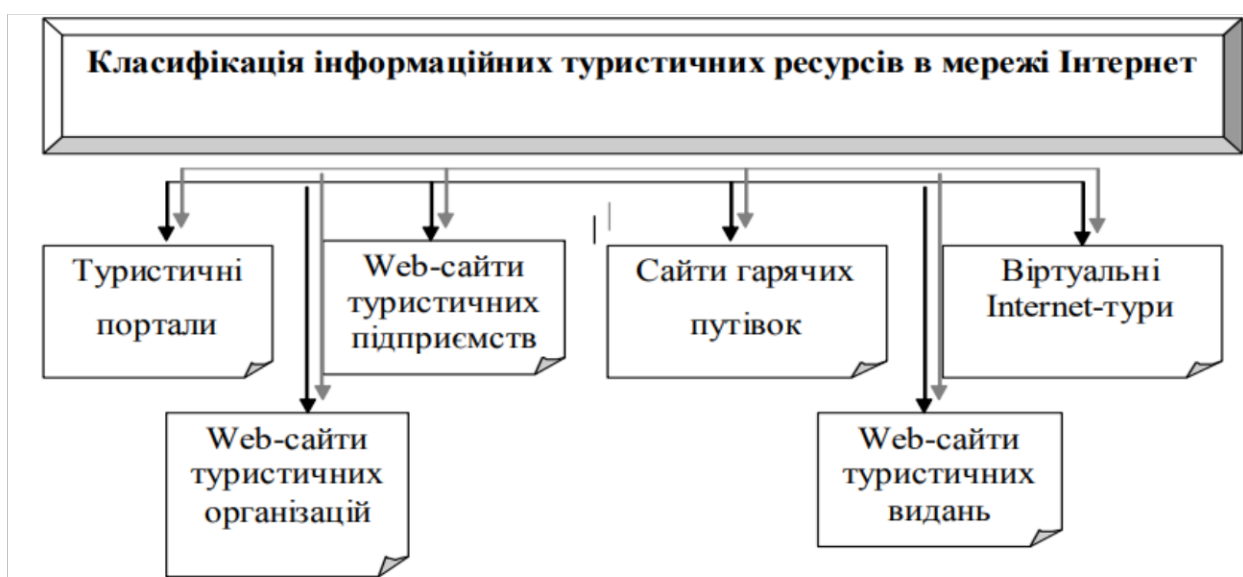 Класифікація інформаційних туристичних ресурсів в мережі Інтернет
Туристичні
портали
Web-сайти
туристичних
підприємств
Сайти гарячих
путівок
Віртуальні
Internet-тури
Web-сайти
туристичних
організацій
Web-сайти
туристичних
видань